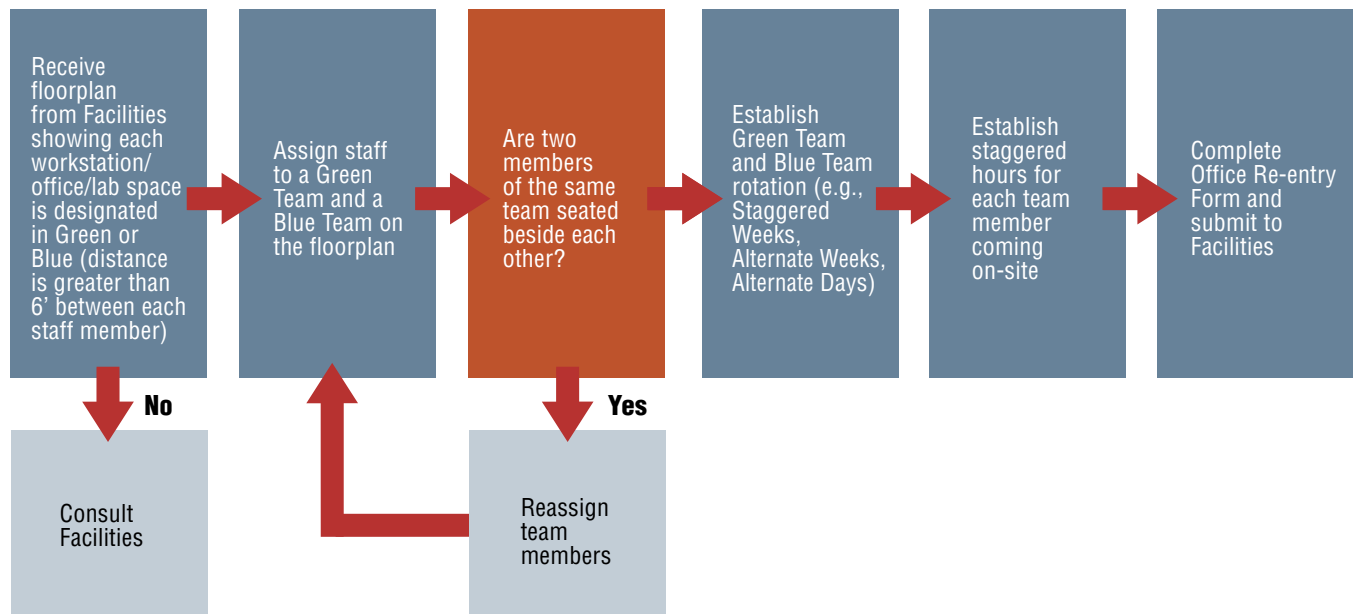 Receive
floorplan
from Facilities
showing each
workstation/
office/lab space
is designated
in Green or
Blue (distance
is greater than
6’ between each
staff member)
Assign staff
to a Green
Team and a
Blue Team on
the floorplan
Are two
members
of the same
team seated
beside each
other?
Establish
Green Team
and Blue Team
rotation (e.g.,
Staggered
Weeks,
Alternate Weeks,
Alternate Days)
Establish
staggered
hours for
each team
member
coming
on-site
Complete
Office Re-entry
Form and
submit to
Facilities
No
Yes
Consult
Facilities
Reassign
team
members